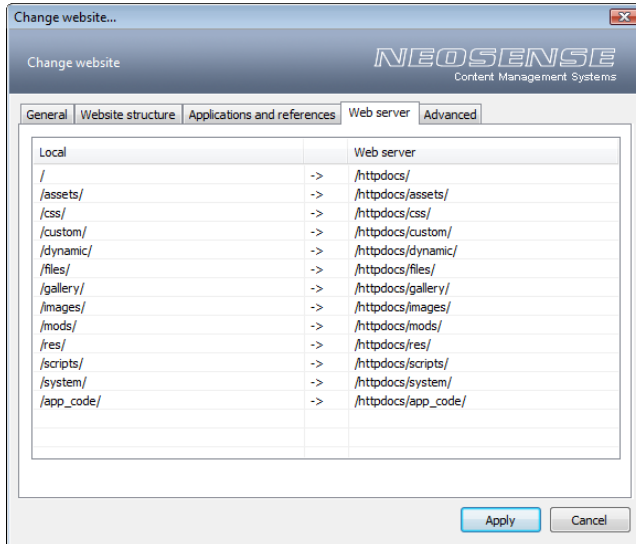 Change website...
Change website
NEOSENSE
Content Management Systems
General Website structure Applications and references Web server Advanced
Local Web server
/ -> /httpdocs/
/assets/ -> /httpdocs/assets/
/css/ -> /httpdocs/css/
/custom/ -> /httpdocs/custom/
/dynamic/ -> /httpdocs/dynamic/
/files/ -> /httpdocs/files/
/gallery/ -> /httpdocs/gallery/
/images/ -> /httpdocs/images/
/mods/ -> /httpdocs/mods/
/res/ -> /httpdocs/res/
/scripts/ -> /httpdocs/scripts/
/system/ -> /httpdocs/system/
/app_code/ -> /httpdocs/app_code/
Apply Cancel